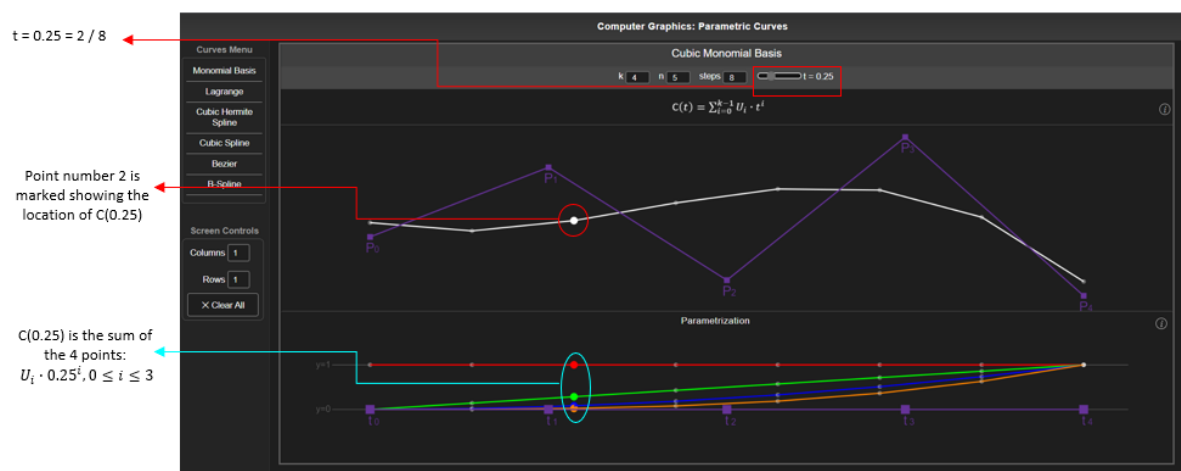 Computer Graphics: Parametric Curves
t = 0.25 = 2 / 8
Curves Menu
Monomial Basis
Lagrange
Cubic Hermite
Spline
Cubic Spline
Bezier
B-Spline
Screen Controls
Columns 1
Rows 1
× Clear All
Cubic Monomial Basis
k 4 n 5 steps 8 t = 0.25
C(t) = ∑ᵢ₌₀ᵏ⁻¹ Uᵢ · tⁱ
i
P₀
P₁
P₂
P₃
P₄
Point number 2 is
marked showing the
location of C(0.25)
Parametrization
i
y=1
y=0
t₀ t₁ t₂ t₃ t₄
C(0.25) is the sum of
the 4 points:
Uᵢ · 0.25ⁱ, 0 ≤ i ≤ 3